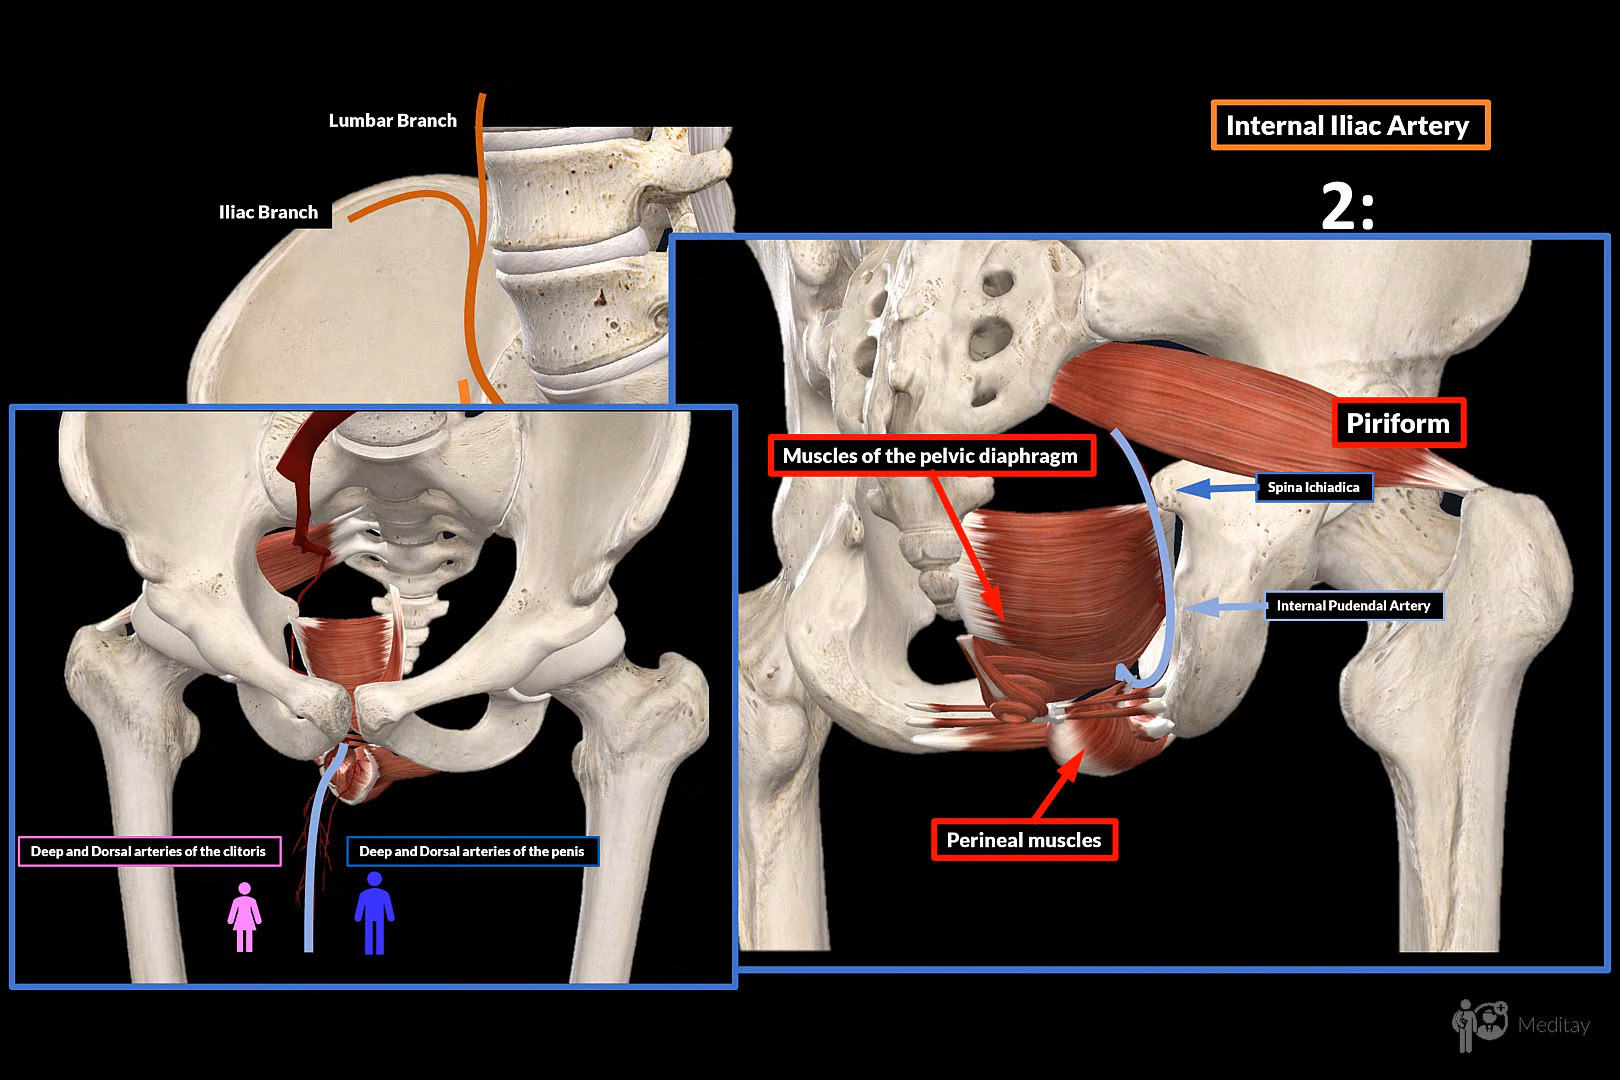 Lumbar Branch
Internal Iliac Artery
Iliac Branch
2:
Piriform
Muscles of the pelvic diaphragm
Spina Ichiadica
Internal Pudendal Artery
Perineal muscles
Deep and Dorsal arteries of the clitoris
Deep and Dorsal arteries of the penis
Meditay